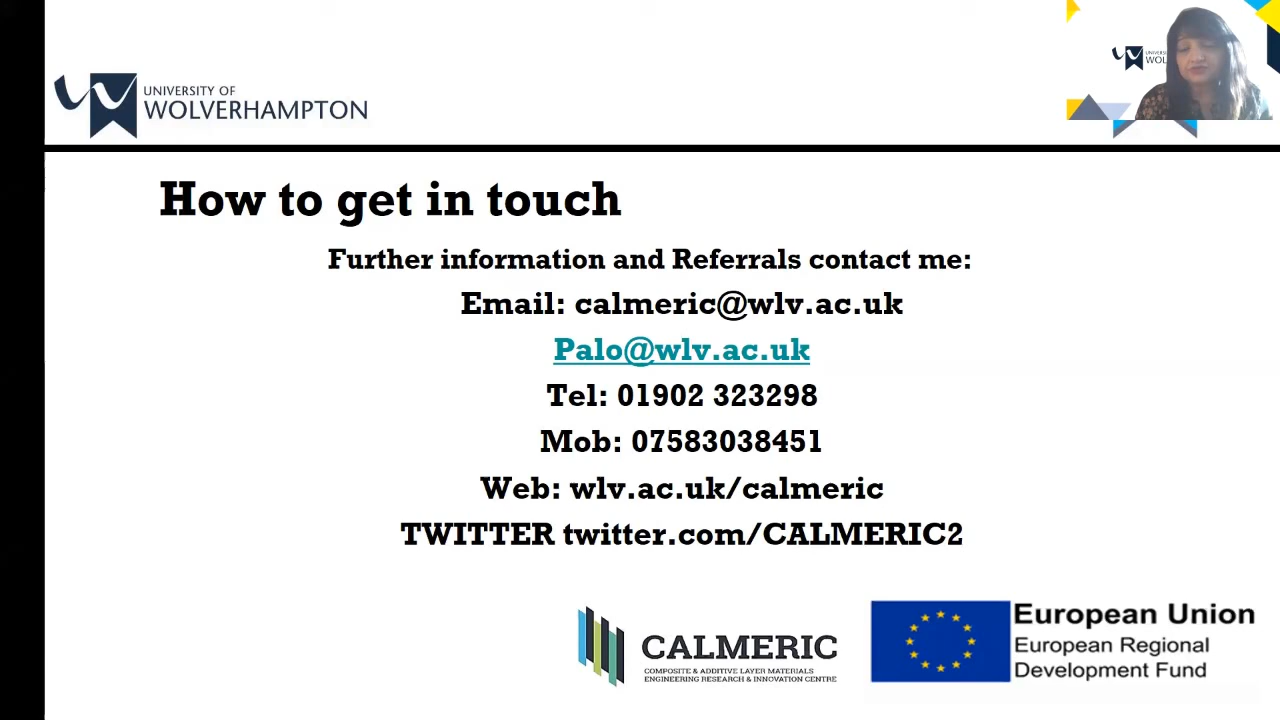 UNIVERSITY OF
WOLVERHAMPTON
How to get in touch
Further information and Referrals contact me:
Email: calmeric@wlv.ac.uk
Palo@wlv.ac.uk
Tel: 01902 323298
Mob: 07583038451
Web: wlv.ac.uk/calmeric
TWITTER twitter.com/CALMERIC2
CALMERIC
COMPOSITE & ADDITIVE LAYER MATERIALS
ENGINEERING RESEARCH & INNOVATION CENTRE
European Union
European Regional
Development Fund